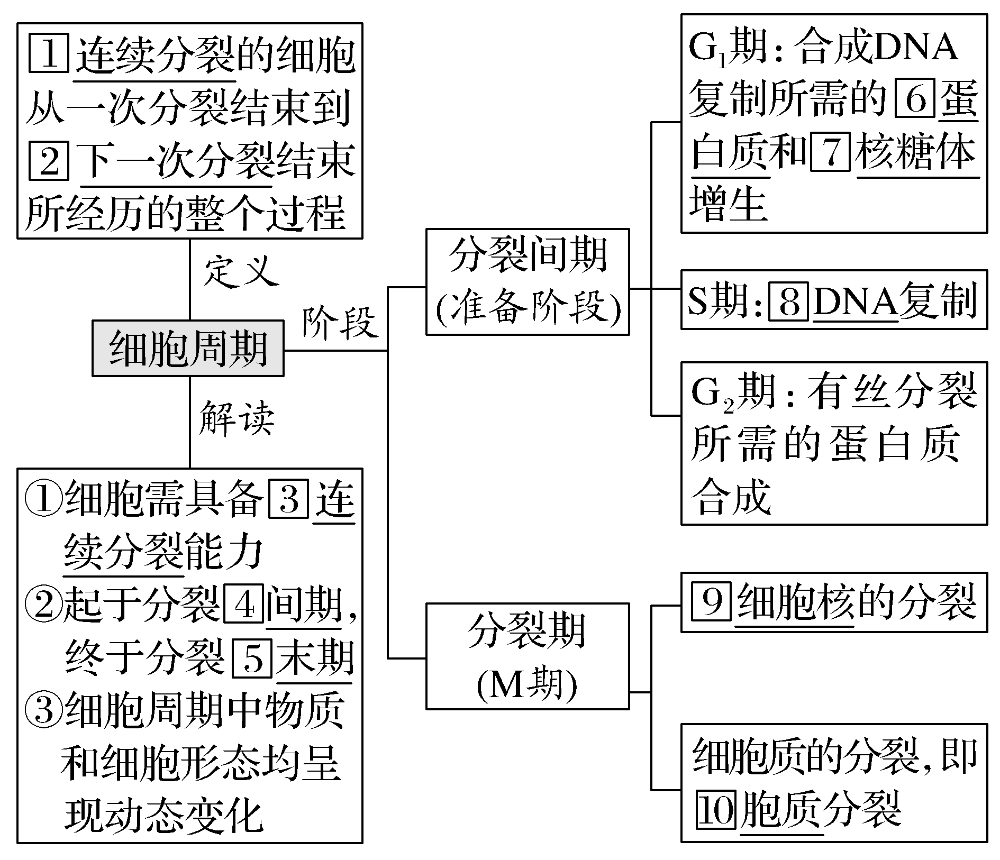 1 连续分裂的细胞
从一次分裂结束到
2 下一次分裂结束
所经历的整个过程
定义
细胞周期
阶段
解读
①细胞需具备 3 连
续分裂能力
②起于分裂 4 间期,
终于分裂 5 末期
③细胞周期中物质
和细胞形态均呈
现动态变化
分裂间期
(准备阶段)
G₁期:合成DNA
复制所需的 6 蛋
白质和 7 核糖体
增生
S期: 8 DNA复制
G₂期:有丝分裂
所需的蛋白质
合成
分裂期
(M期)
9 细胞核的分裂
细胞质的分裂,即
10 胞质分裂